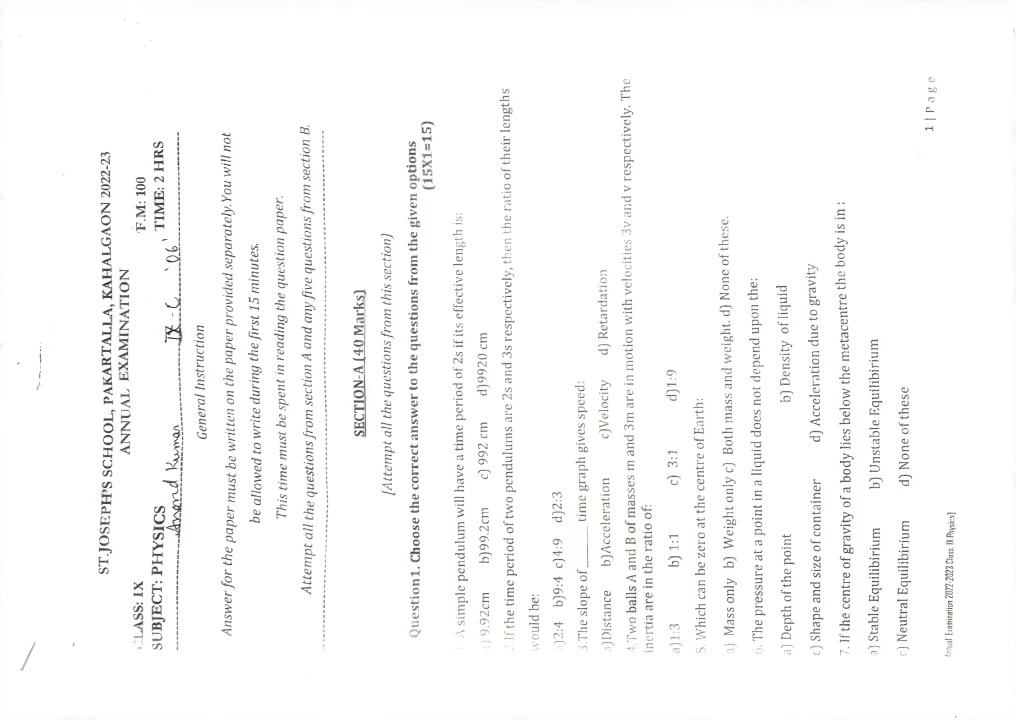 ST.JOSEPH'S SCHOOL, PAKARTALLA, KAHALGAON 2022-23
ANNUAL EXAMINATION
CLASS: IX F.M: 100
SUBJECT: PHYSICS TIME: 2 HRS
Anand Kumar IX - C '06'
General Instruction
Answer for the paper must be written on the paper provided separately.You will not
be allowed to write during the first 15 minutes.
This time must be spent in reading the question paper.
Attempt all the questions from section A and any five questions from section B.
SECTION-A (40 Marks)
[Attempt all the questions from this section]
Question1. Choose the correct answer to the questions from the given options
(15X1=15)
1. A simple pendulum will have a time period of 2s if its effective length is:
a) 9.92cm b)99.2cm c) 992 cm d)9920 cm
2.If the time period of two pendulums are 2s and 3s respectively, then the ratio of their lengths
would be:
a)2:4 b)9:4 c)4:9 d)2:3
3.The slope of______ time graph gives speed:
a)Distance b)Acceleration c)Velocity d) Retardation
4.Two balls A and B of masses m and 3m are in motion with velocities 3v and v respectively. The
inertia are in the ratio of:
a)1:3 b) 1:1 c) 3:1 d)1:9
5. Which can be zero at the centre of Earth:
a) Mass only b) Weight only c) Both mass and weight. d) None of these.
6. The pressure at a point in a liquid does not depend upon the:
a) Depth of the point b) Density of liquid
c) Shape and size of container d) Acceleration due to gravity
7. If the centre of gravity of a body lies below the metacentre the body is in :
a) Stable Equilibirium b) Unstable Equilibirium
c) Neutral Equilibirium d) None of these
Annual Examination 2022-2023 Class: IX Physics]
1 | P a g e